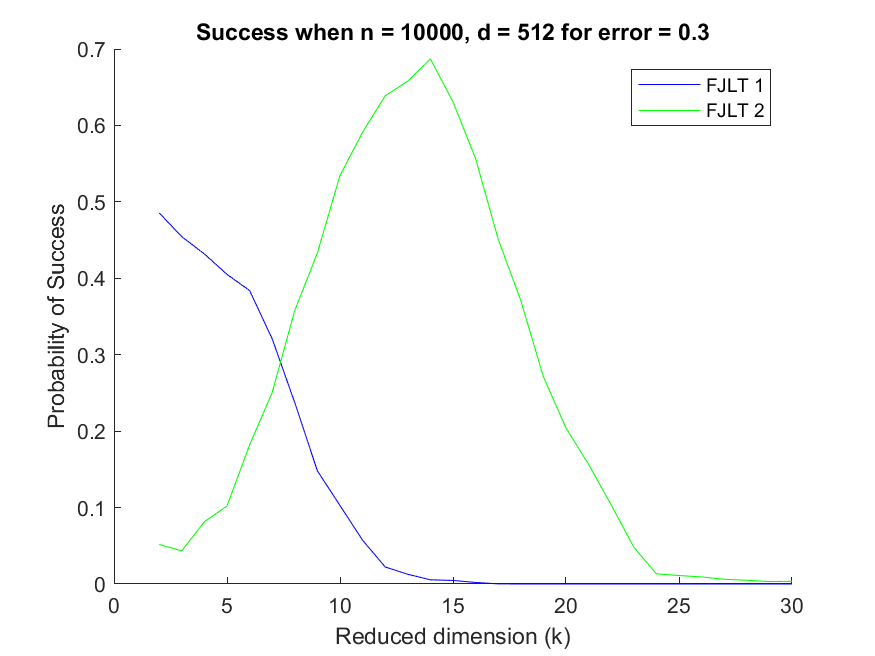 Success when n = 10000, d = 512 for error = 0.3
FJLT 1
FJLT 2
Probability of Success
0.7
0.6
0.5
0.4
0.3
0.2
0.1
0
0 5 10 15 20 25 30
Reduced dimension (k)